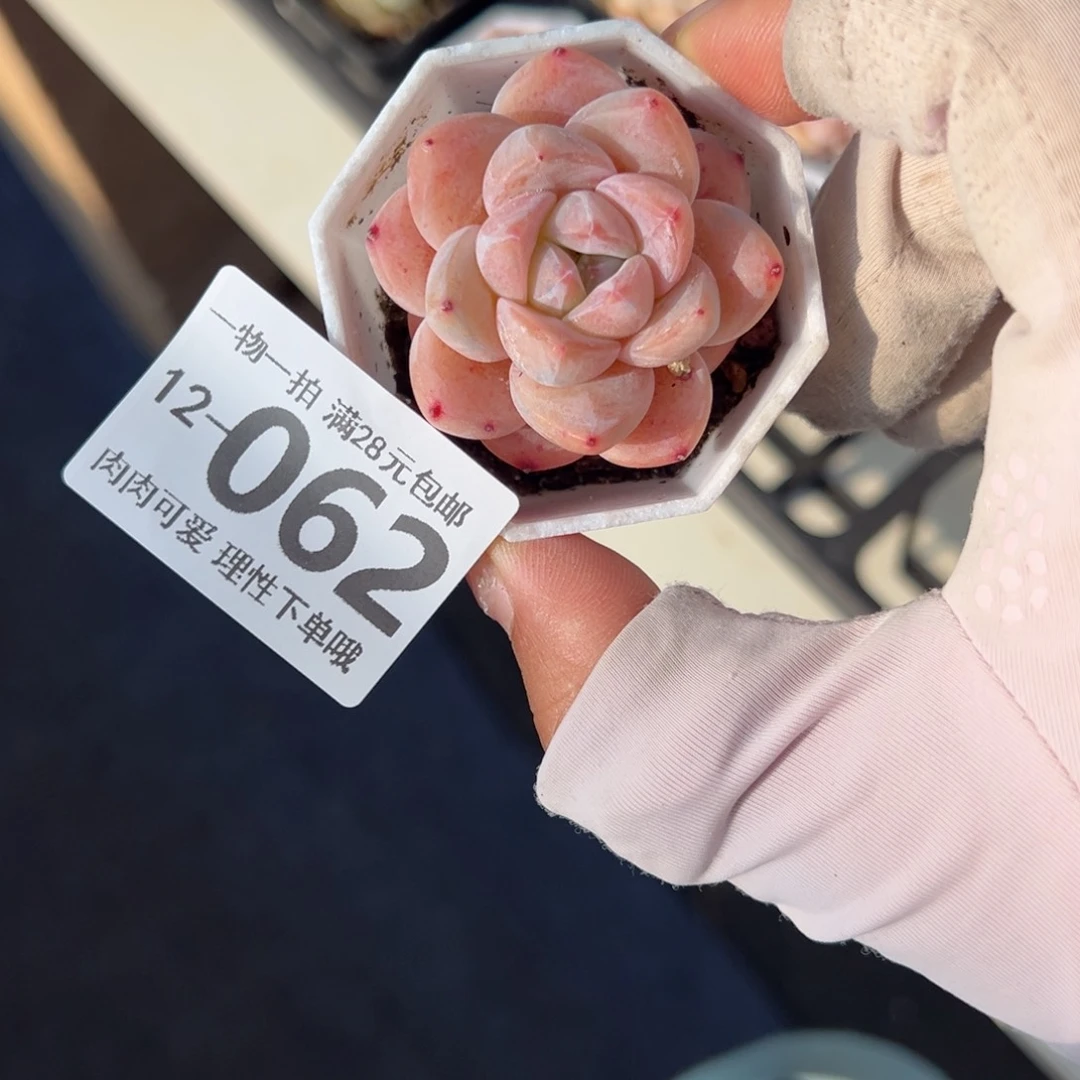 一物一拍 满28元包邮
12-062
肉肉可爱 理性下单哦